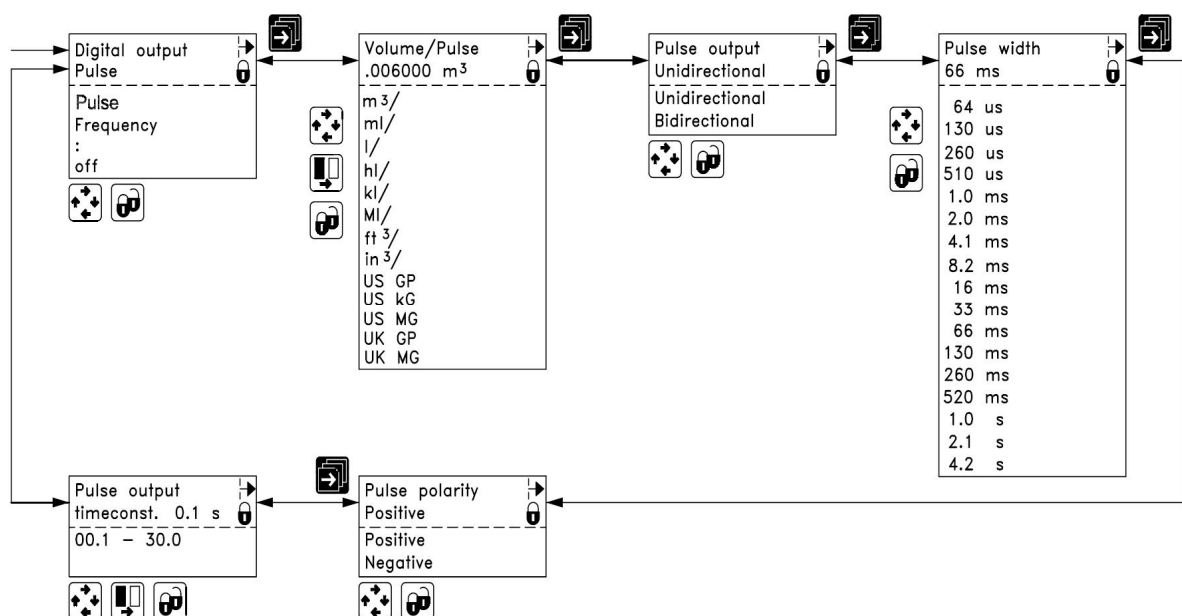 Digital output
Pulse
Pulse
Frequency
:
off
Volume/Pulse
.006000 m³
m³/
ml/
l/
hl/
kl/
Ml/
ft³/
in³/
US GP
US kG
US MG
UK GP
UK MG
Pulse output
Unidirectional
Unidirectional
Bidirectional
Pulse width
66 ms
64 us
130 us
260 us
510 us
1.0 ms
2.0 ms
4.1 ms
8.2 ms
16 ms
33 ms
66 ms
130 ms
260 ms
520 ms
1.0 s
2.1 s
4.2 s
Pulse output
timeconst. 0.1 s
00.1 – 30.0
Pulse polarity
Positive
Positive
Negative